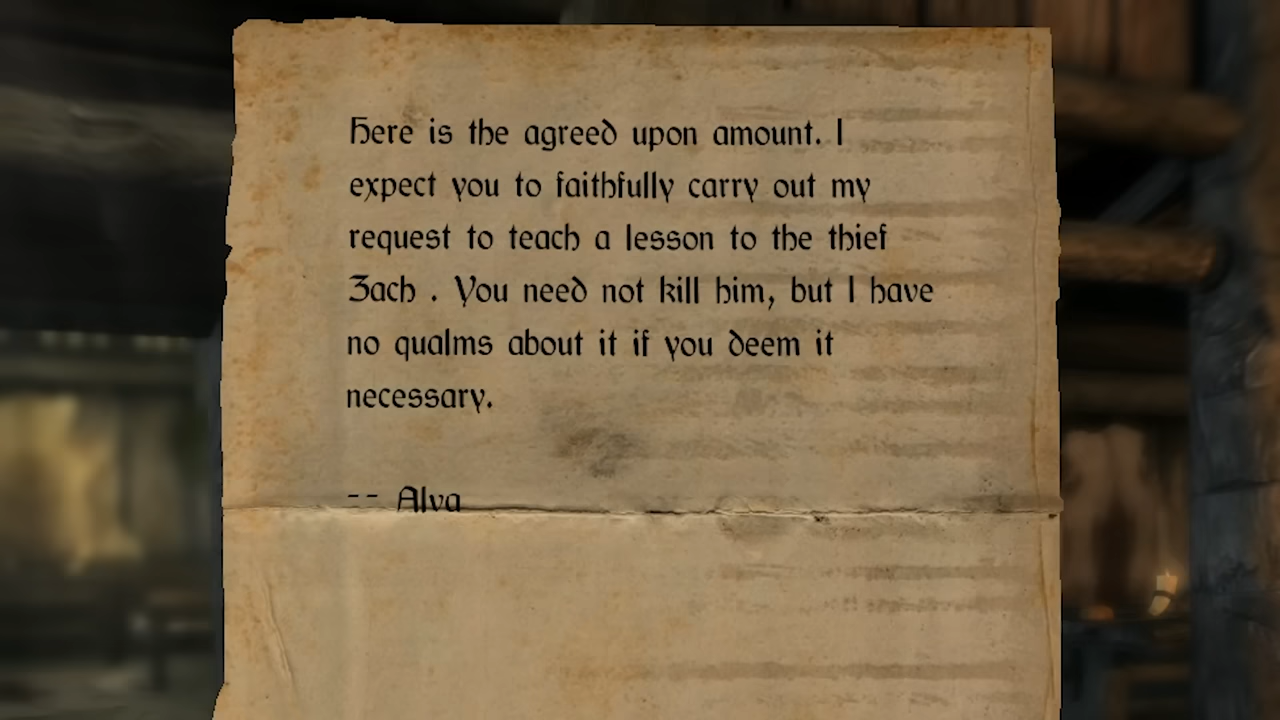 Here is the agreed upon amount. I
expect you to faithfully carry out my
request to teach a lesson to the thief
Zach . You need not kill him, but I have
no qualms about it if you deem it
necessary.
-- Alva